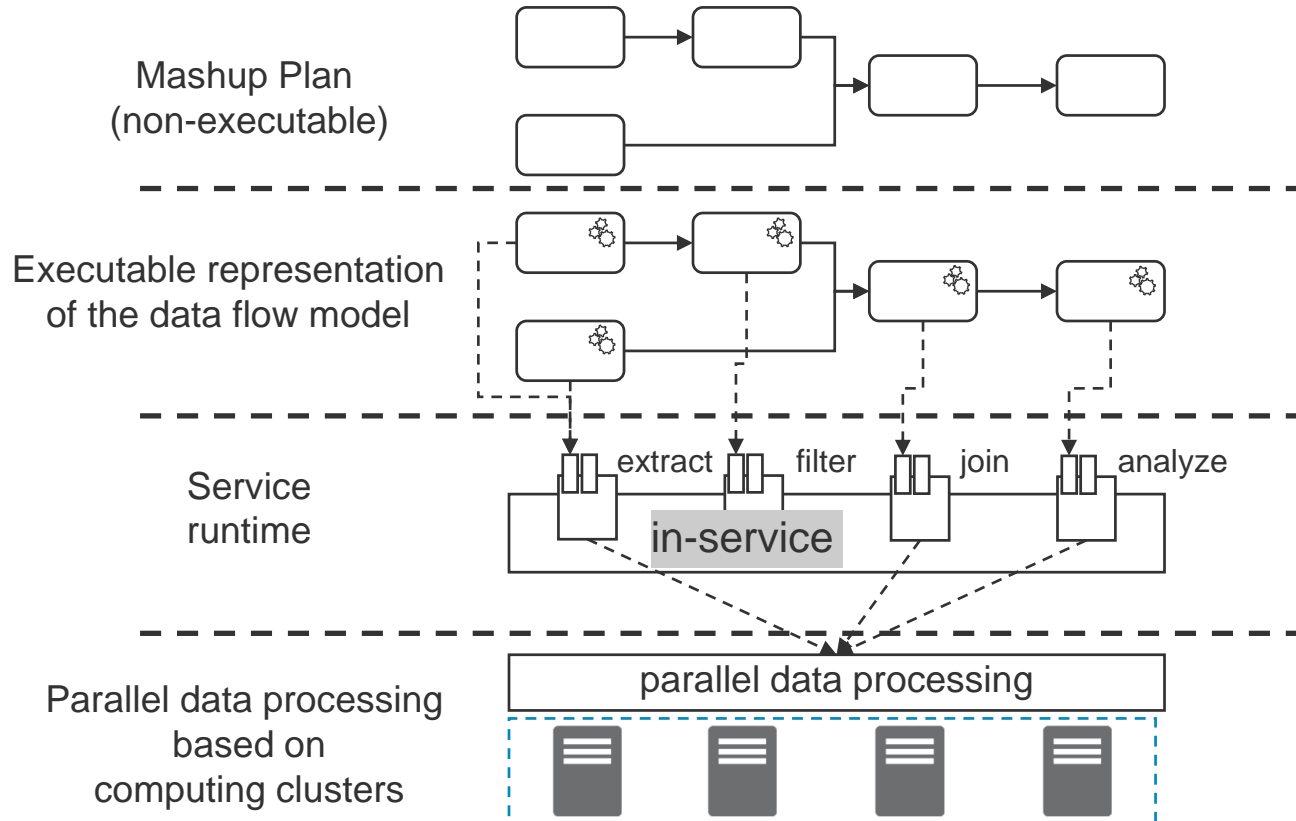 Mashup Plan
(non-executable)
Executable representation
of the data flow model
Service
runtime
extract
filter
join
analyze
in-service
parallel data processing
Parallel data processing
based on
computing clusters